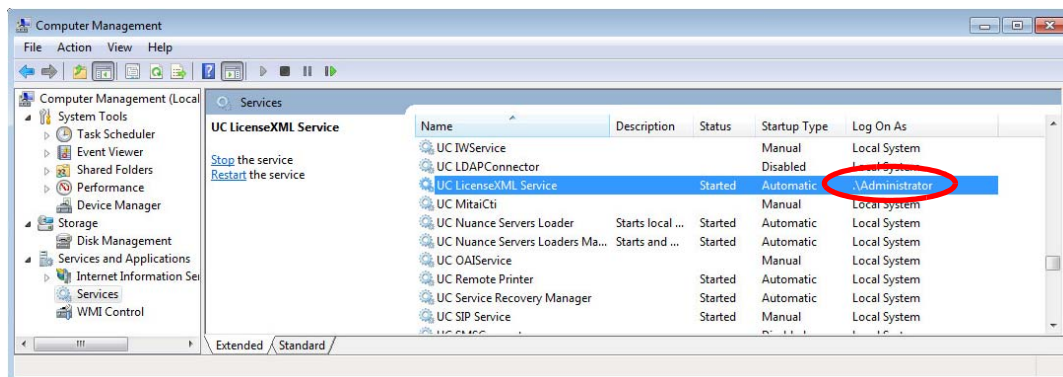 Computer Management
File Action View Help
Computer Management (Local
System Tools
Task Scheduler
Event Viewer
Shared Folders
Performance
Device Manager
Storage
Disk Management
Services and Applications
Internet Information Ser
Services
WMI Control
Services
UC LicenseXML Service
Stop the service
Restart the service
Name Description Status Startup Type Log On As
UC IWService Manual Local System
UC LDAPConnector Disabled Local System
UC LicenseXML Service Started Automatic .\Administrator
UC MitaiCti Manual Local System
UC Nuance Servers Loader Starts local ... Started Automatic Local System
UC Nuance Servers Loaders Ma... Starts and ... Started Automatic Local System
UC OAIService Manual Local System
UC Remote Printer Started Automatic Local System
UC Service Recovery Manager Started Automatic Local System
UC SIP Service Started Manual Local System
Extended Standard